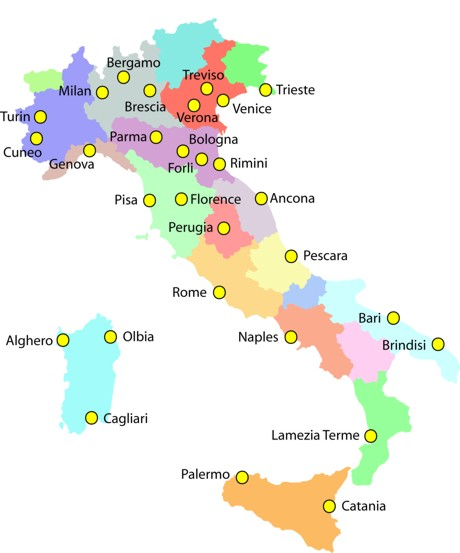 Bergamo
Treviso
Milan
Trieste
Brescia
Venice
Verona
Turin
Parma
Bologna
Cuneo
Genova
Forli
Rimini
Pisa
Florence
Ancona
Perugia
Pescara
Rome
Bari
Naples
Brindisi
Alghero
Olbia
Cagliari
Lamezia Terme
Palermo
Catania